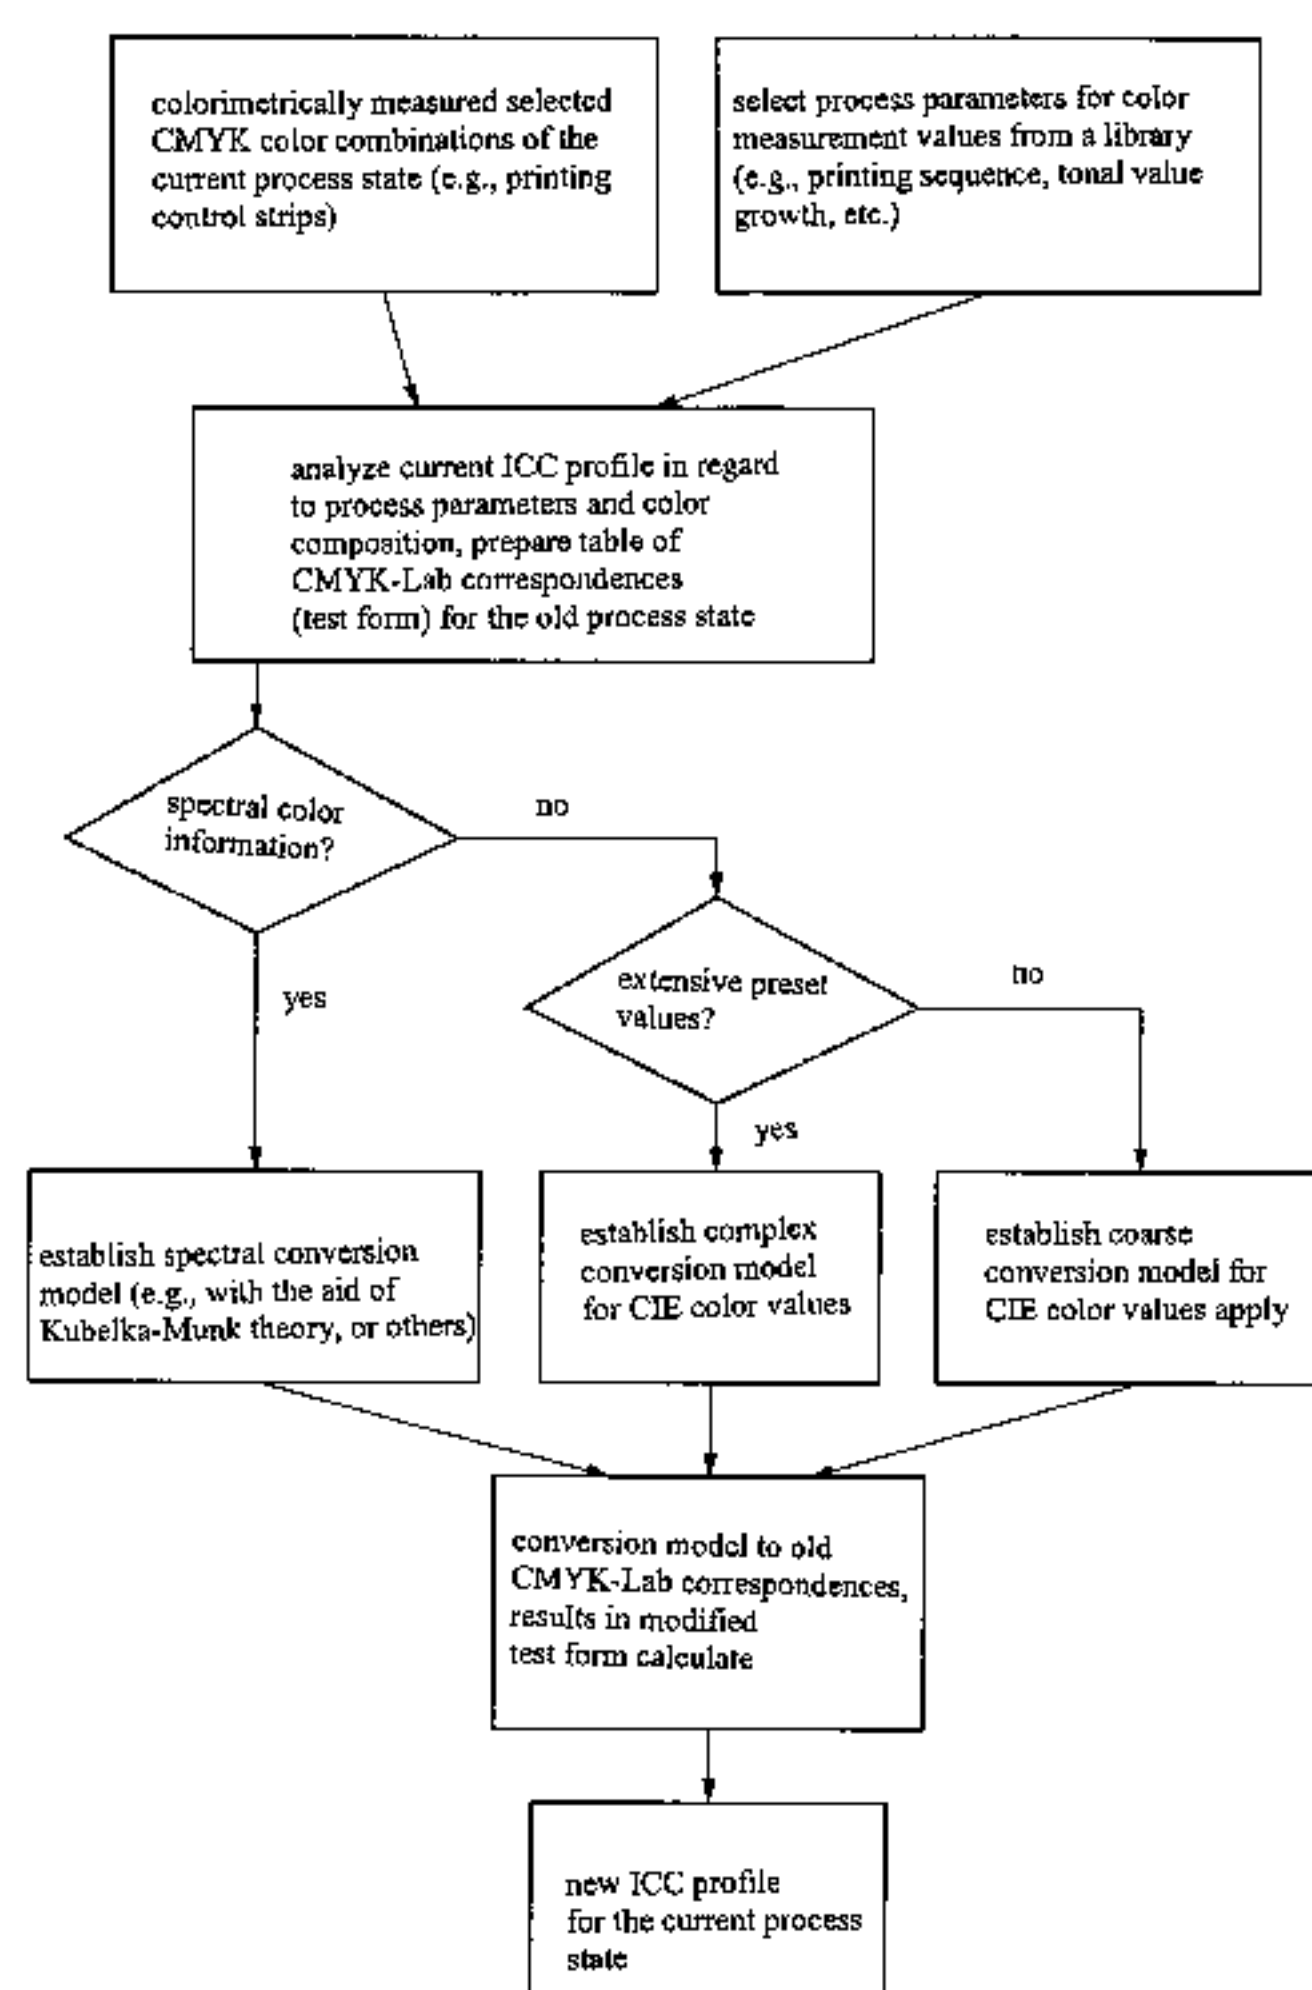 colorimetrically measured selected
CMYK color combinations of the
current process state (e.g., printing
control strips)
select process parameters for color
measurement values from a library
(e.g., printing sequence, tonal value
growth, etc.)
analyze current ICC profile in regard
to process parameters and color
composition, prepare table of
CMYK-Lab correspondences
(test form) for the old process state
spectral color
information?
no
yes
extensive preset
values?
no
yes
establish spectral conversion
model (e.g., with the aid of
Kubelka-Munk theory, or others)
establish complex
conversion model
for CIE color values
establish coarse
conversion model for
CIE color values apply
conversion model to old
CMYK-Lab correspondences,
results in modified
test form calculate
new ICC profile
for the current process
state